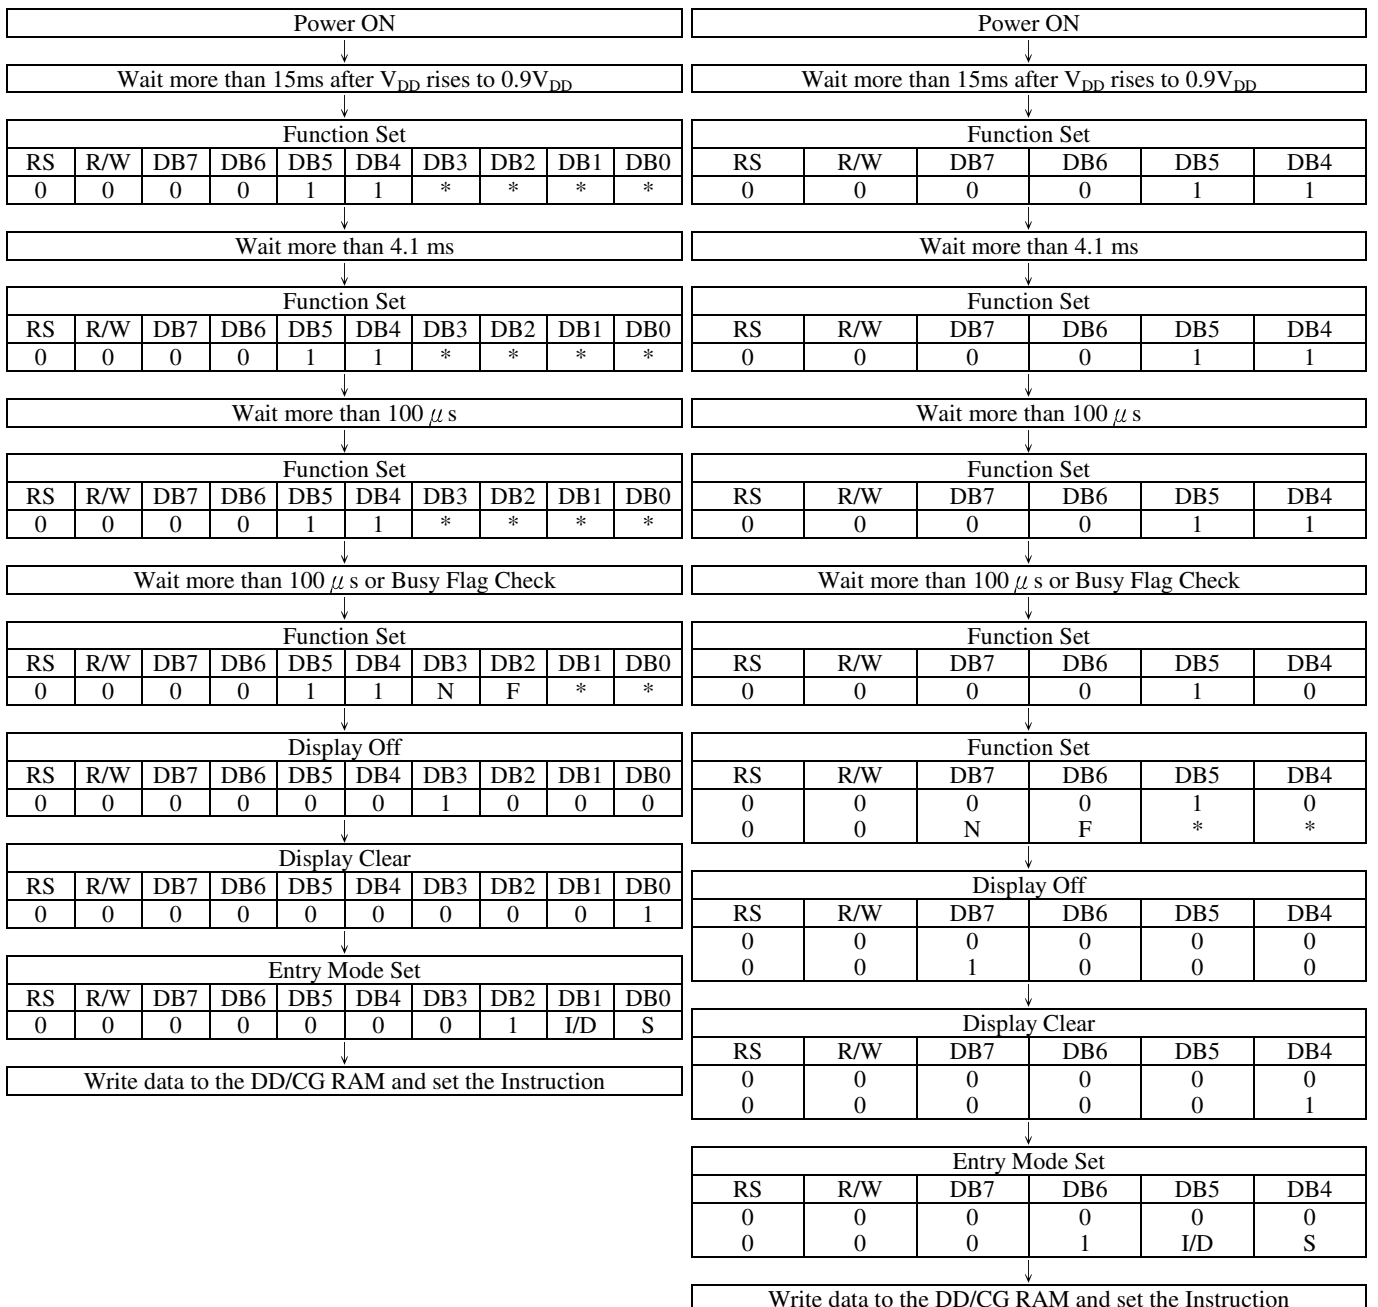 Power ON
Wait more than 15ms after VDD rises to 0.9VDD
Function Set
RS R/W DB7 DB6 DB5 DB4 DB3 DB2 DB1 DB0
0 0 0 0 1 1 * * * *
Wait more than 4.1 ms
Function Set
RS R/W DB7 DB6 DB5 DB4 DB3 DB2 DB1 DB0
0 0 0 0 1 1 * * * *
Wait more than 100 μ s
Function Set
RS R/W DB7 DB6 DB5 DB4 DB3 DB2 DB1 DB0
0 0 0 0 1 1 * * * *
Wait more than 100 μ s or Busy Flag Check
Function Set
RS R/W DB7 DB6 DB5 DB4 DB3 DB2 DB1 DB0
0 0 0 0 1 1 N F * *
Display Off
RS R/W DB7 DB6 DB5 DB4 DB3 DB2 DB1 DB0
0 0 0 0 0 0 1 0 0 0
Display Clear
RS R/W DB7 DB6 DB5 DB4 DB3 DB2 DB1 DB0
0 0 0 0 0 0 0 0 0 1
Entry Mode Set
RS R/W DB7 DB6 DB5 DB4 DB3 DB2 DB1 DB0
0 0 0 0 0 0 0 1 I/D S
Write data to the DD/CG RAM and set the Instruction
Power ON
Wait more than 15ms after VDD rises to 0.9VDD
Function Set
RS R/W DB7 DB6 DB5 DB4
0 0 0 0 1 1
Wait more than 4.1 ms
Function Set
RS R/W DB7 DB6 DB5 DB4
0 0 0 0 1 1
Wait more than 100 μ s
Function Set
RS R/W DB7 DB6 DB5 DB4
0 0 0 0 1 1
Wait more than 100 μ s or Busy Flag Check
Function Set
RS R/W DB7 DB6 DB5 DB4
0 0 0 0 1 0
Function Set
RS R/W DB7 DB6 DB5 DB4
0 0 0 0 1 0
0 0 N F * *
Display Off
RS R/W DB7 DB6 DB5 DB4
0 0 0 0 0 0
0 0 1 0 0 0
Display Clear
RS R/W DB7 DB6 DB5 DB4
0 0 0 0 0 0
0 0 0 0 0 1
Entry Mode Set
RS R/W DB7 DB6 DB5 DB4
0 0 0 0 0 0
0 0 0 1 I/D S
Write data to the DD/CG RAM and set the Instruction